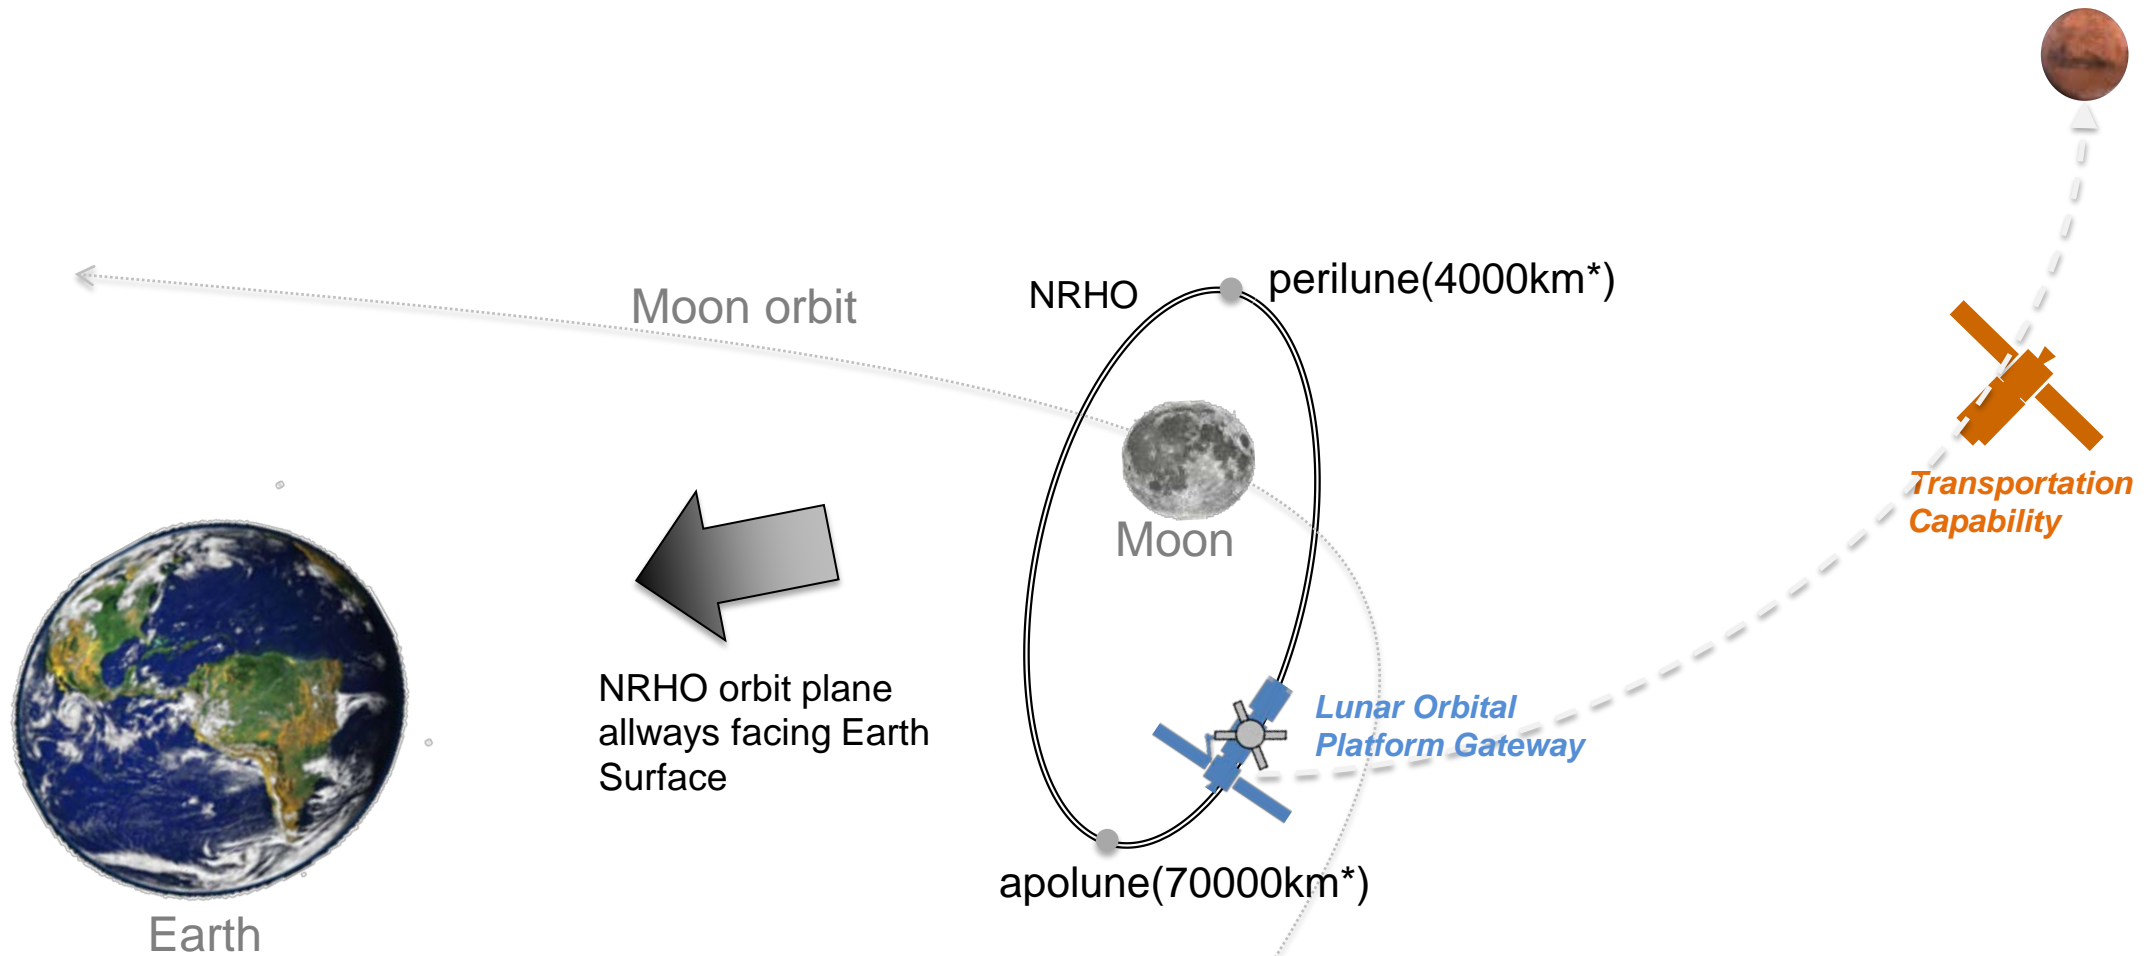 NRHO
perilune(4000km*)
Moon orbit
Moon
Transportation
Capability
NRHO orbit plane
allways facing Earth
Surface
Lunar Orbital
Platform Gateway
apolune(70000km*)
Earth